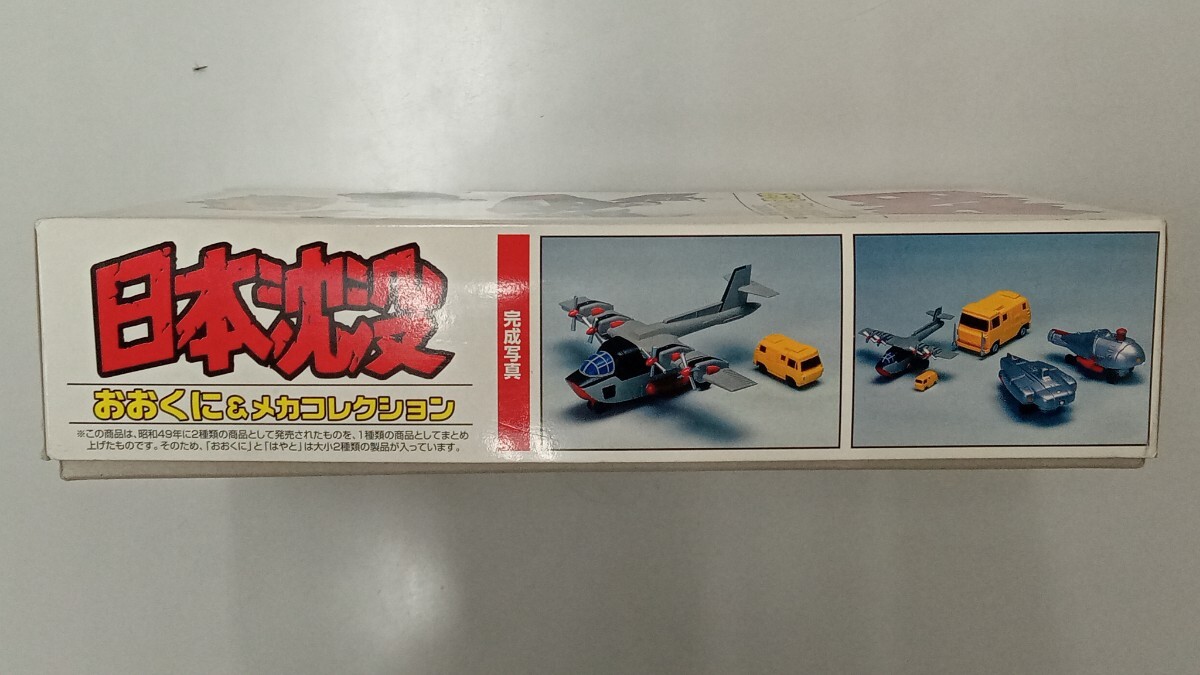 日本沈没
おおくに&メカコレクション
※この商品は、昭和49年に2種類の商品として発売されたものを、1種類の商品としてまとめ
上げたものです。そのため、「おおくに」と「はやと」は大小2種類の製品が入っています。
完成写真